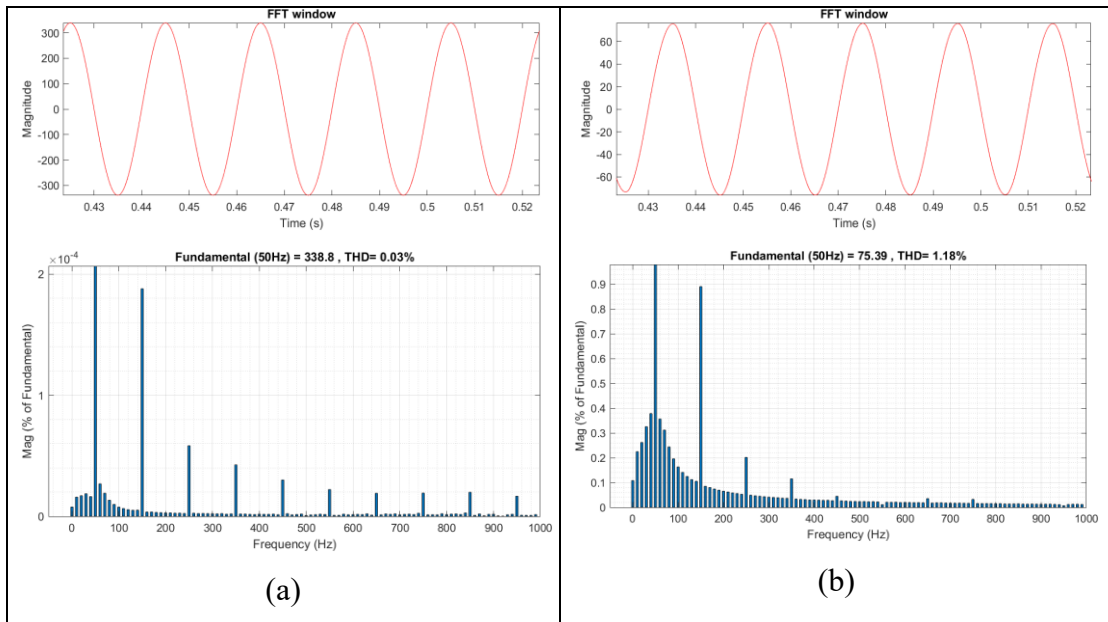 FFT window
300
200
100
0
-100
-200
-300
Magnitude
0.43 0.44 0.45 0.46 0.47 0.48 0.49 0.5 0.51 0.52
Time (s)
×10⁻⁴
Fundamental (50Hz) = 338.8 , THD= 0.03%
2
1
0
Mag (% of Fundamental)
0 100 200 300 400 500 600 700 800 900 1000
Frequency (Hz)
(a)
FFT window
60
40
20
0
-20
-40
-60
Magnitude
0.43 0.44 0.45 0.46 0.47 0.48 0.49 0.5 0.51 0.52
Time (s)
Fundamental (50Hz) = 75.39 , THD= 1.18%
0.9
0.8
0.7
0.6
0.5
0.4
0.3
0.2
0.1
0
Mag (% of Fundamental)
0 100 200 300 400 500 600 700 800 900 1000
Frequency (Hz)
(b)